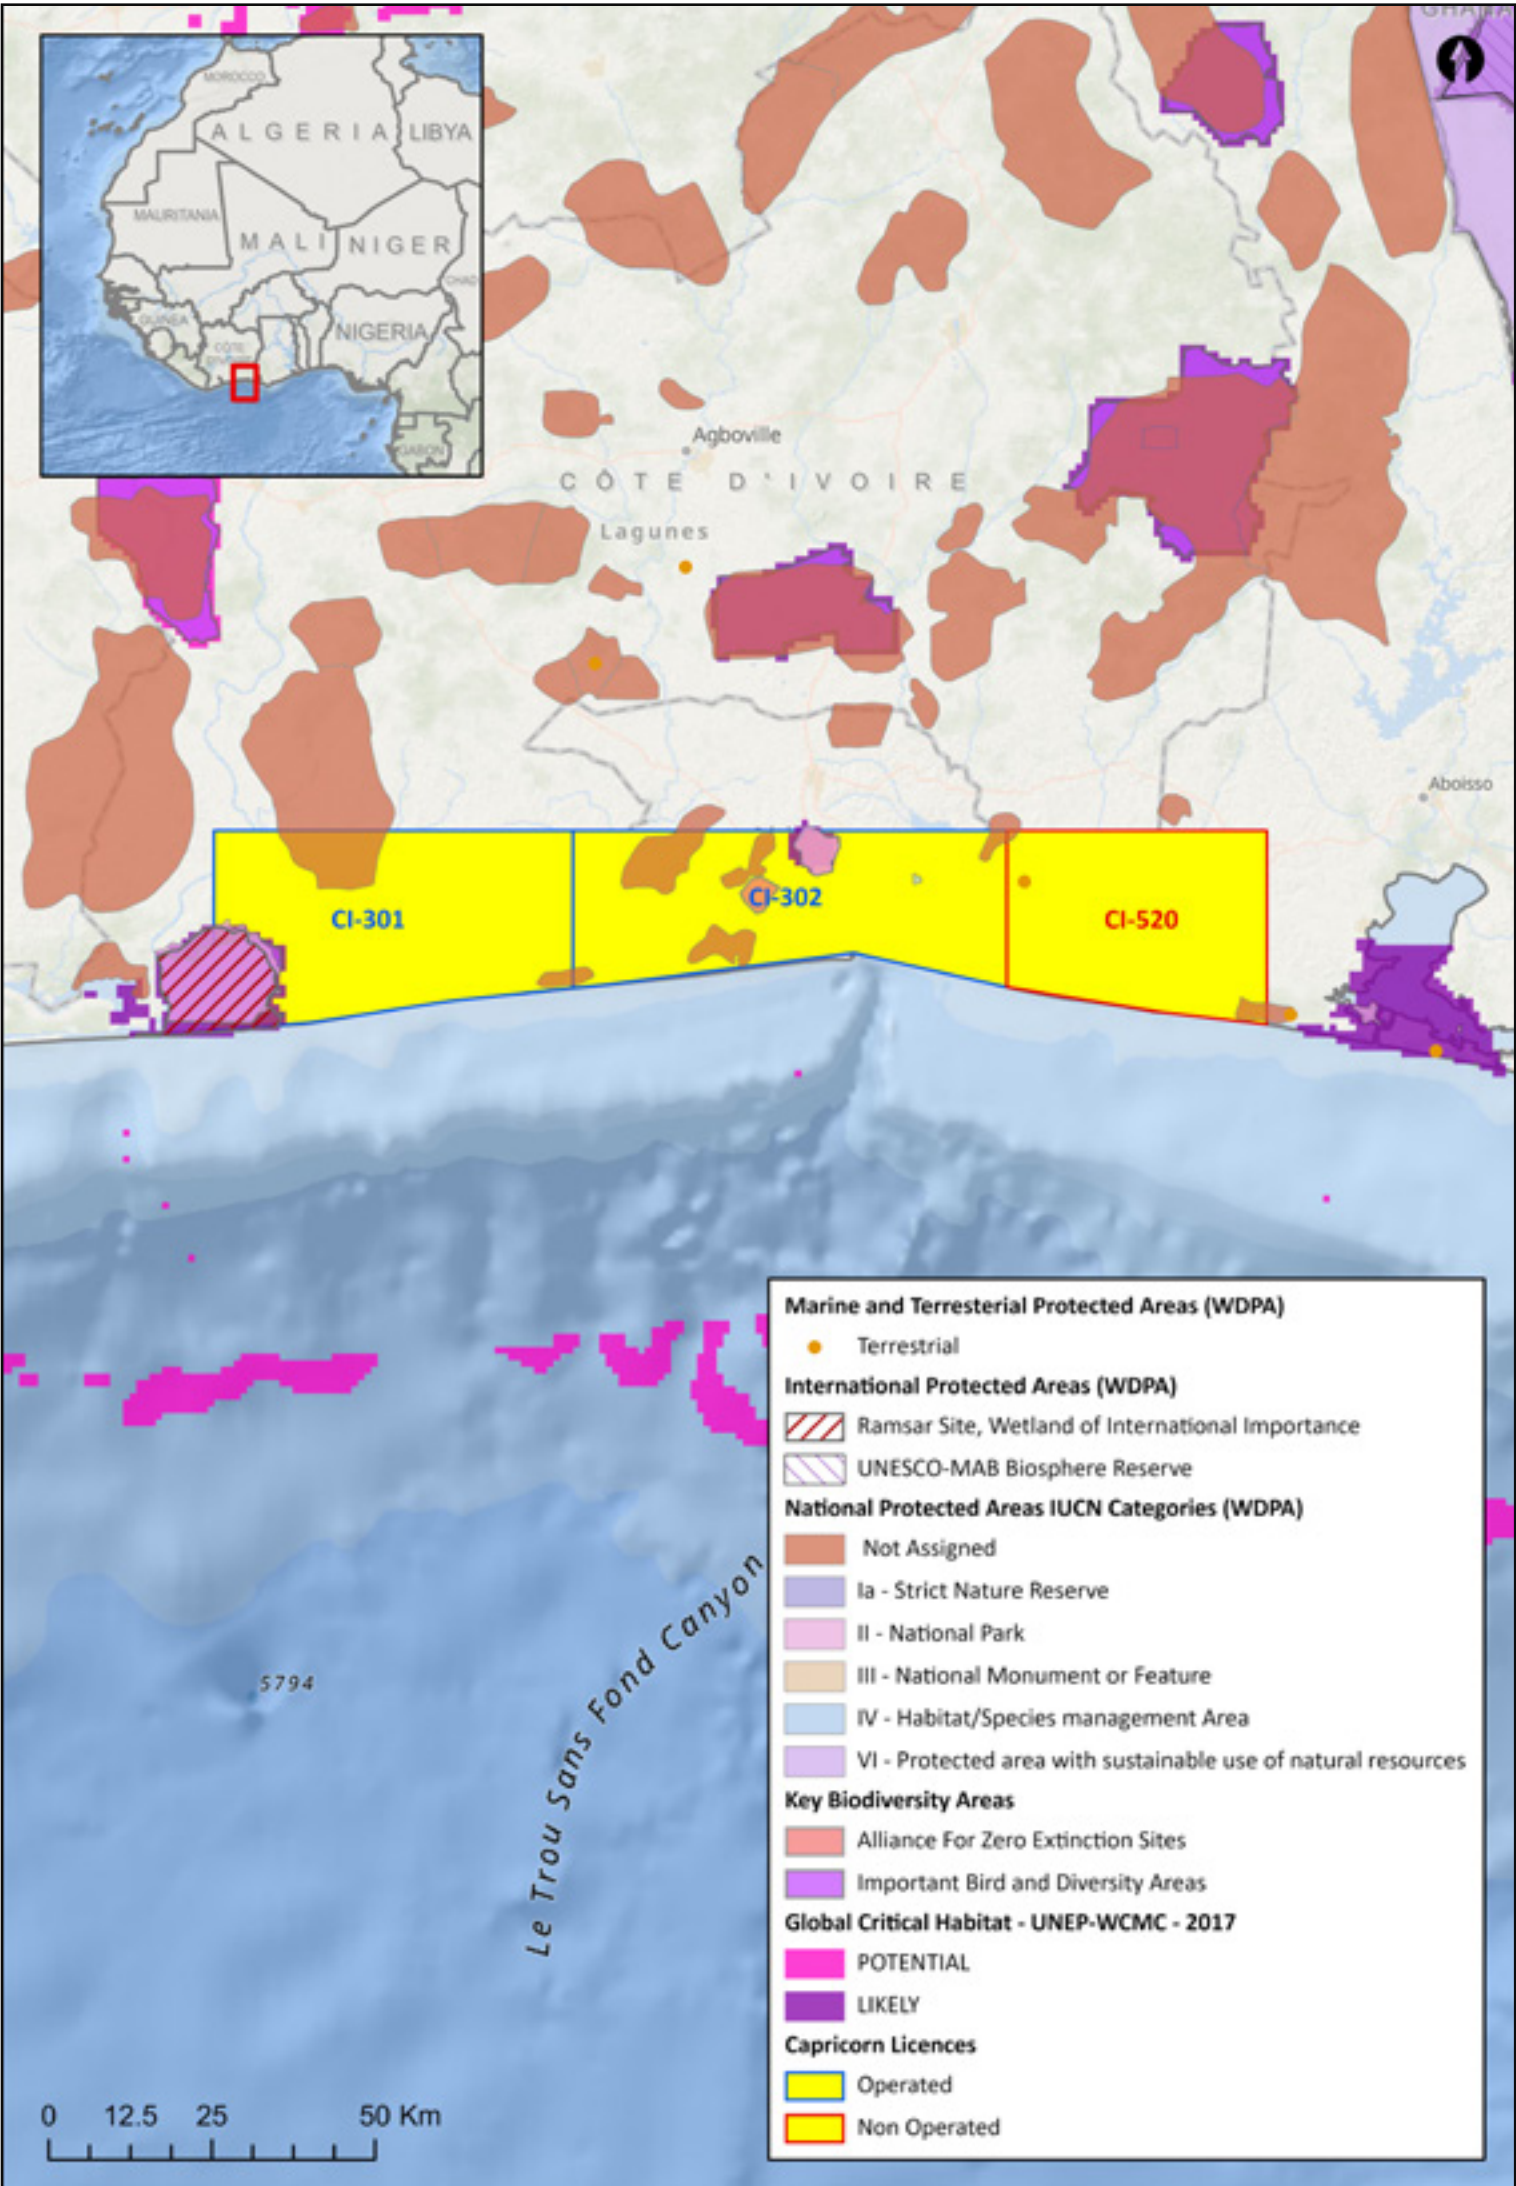 GHANA
MOROCCO
ALGERIA
LIBYA
MAURITANIA
MALI
NIGER
CHAD
GUINEA
NIGERIA
CÔTE
D'IVOIRE
GABON
Agboville
CÔTE D'IVOIRE
Lagunes
Aboisso
CI-301
CI-302
CI-520
5794
Le Trou Sans Fond Canyon
Marine and Terresterial Protected Areas (WDPA)
Terrestrial
International Protected Areas (WDPA)
Ramsar Site, Wetland of International Importance
UNESCO-MAB Biosphere Reserve
National Protected Areas IUCN Categories (WDPA)
Not Assigned
Ia - Strict Nature Reserve
II - National Park
III - National Monument or Feature
IV - Habitat/Species management Area
VI - Protected area with sustainable use of natural resources
Key Biodiversity Areas
Alliance For Zero Extinction Sites
Important Bird and Diversity Areas
Global Critical Habitat - UNEP-WCMC - 2017
POTENTIAL
LIKELY
Capricorn Licences
Operated
Non Operated
0 12.5 25 50 Km